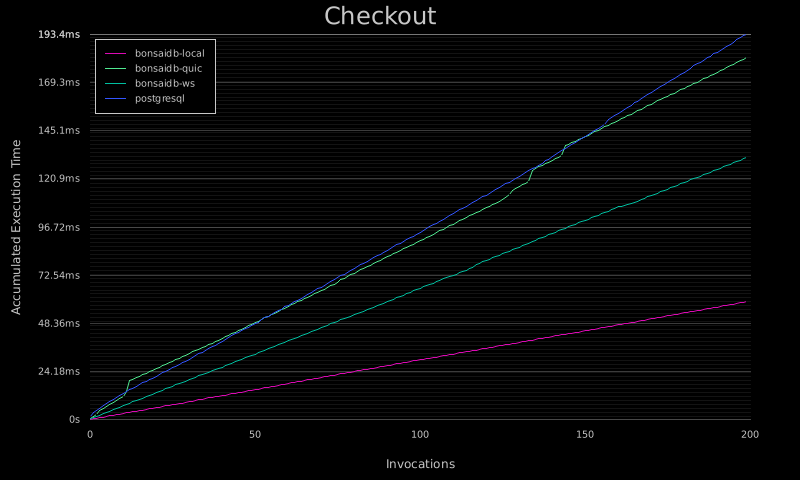 Checkout
193.4ms
bonsaidb-local
bonsaidb-quic
bonsaidb-ws
postgresql
169.3ms
145.1ms
120.9ms
96.72ms
72.54ms
48.36ms
24.18ms
0s
Accumulated Execution Time
0
50
100
150
200
Invocations